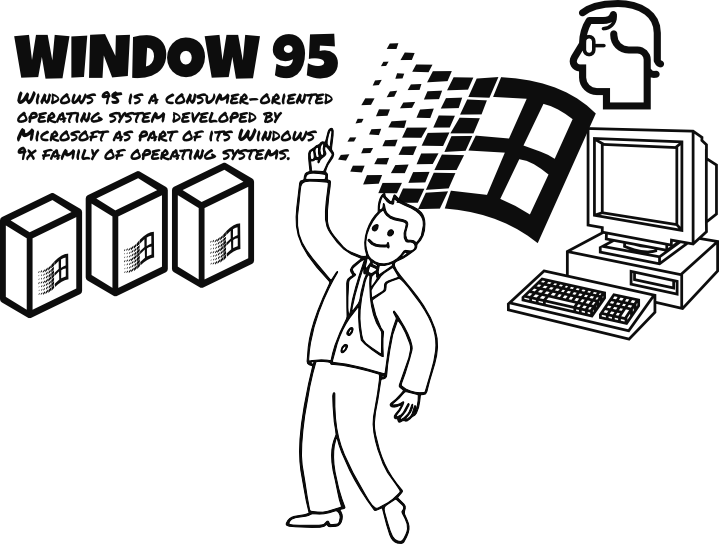 WINDOW 95
Windows 95 is a consumer-oriented
operating system developed by
Microsoft as part of its Windows
9x family of operating systems.